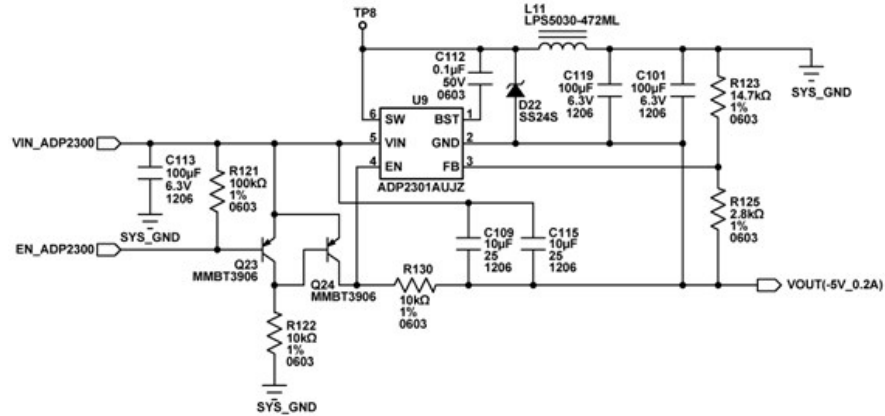 L11
LPS5030-472ML
TP8
C112
0.1µF
50V
0603
C119
100µF
6.3V
1206
C101
100µF
6.3V
1206
R123
14.7kΩ
1%
0603
SYS_GND
D22
SS24S
U9
6 SW BST 1
5 VIN GND 2
4 EN FB 3
ADP2301AUJZ
VIN_ADP2300
C113
100µF
6.3V
1206
SYS_GND
R121
100kΩ
1%
0603
R125
2.8kΩ
1%
0603
EN_ADP2300
Q23
MMBT3906
Q24
MMBT3906
C109
10µF
25
1206
C115
10µF
25
1206
R130
10kΩ
1%
0603
VOUT(-5V_0.2A)
R122
10kΩ
1%
0603
SYS_GND